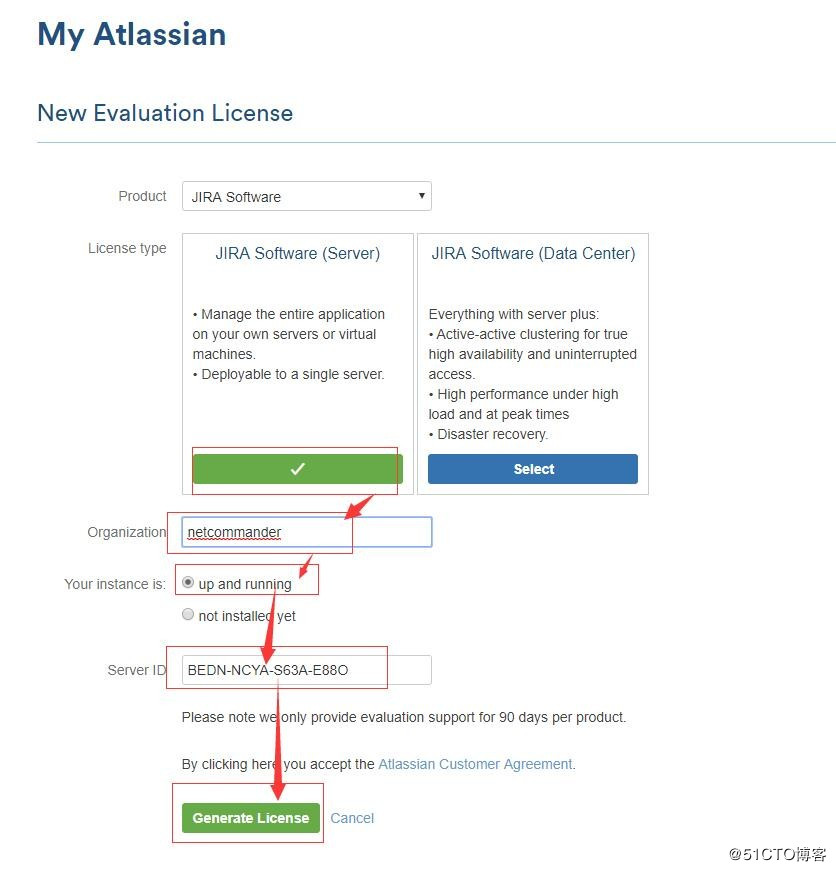 My Atlassian
New Evaluation License
Product
JIRA Software
License type
JIRA Software (Server)
• Manage the entire application
on your own servers or virtual
machines.
• Deployable to a single server.
JIRA Software (Data Center)
Everything with server plus:
• Active-active clustering for true
high availability and uninterrupted
access.
• High performance under high
load and at peak times
• Disaster recovery.
Select
Organization
netcommander
Your instance is:
up and running
not installed yet
Server ID
BEDN-NCYA-S63A-E88O
Please note we only provide evaluation support for 90 days per product.
By clicking here you accept the Atlassian Customer Agreement.
Generate License
Cancel
@51CTO博客